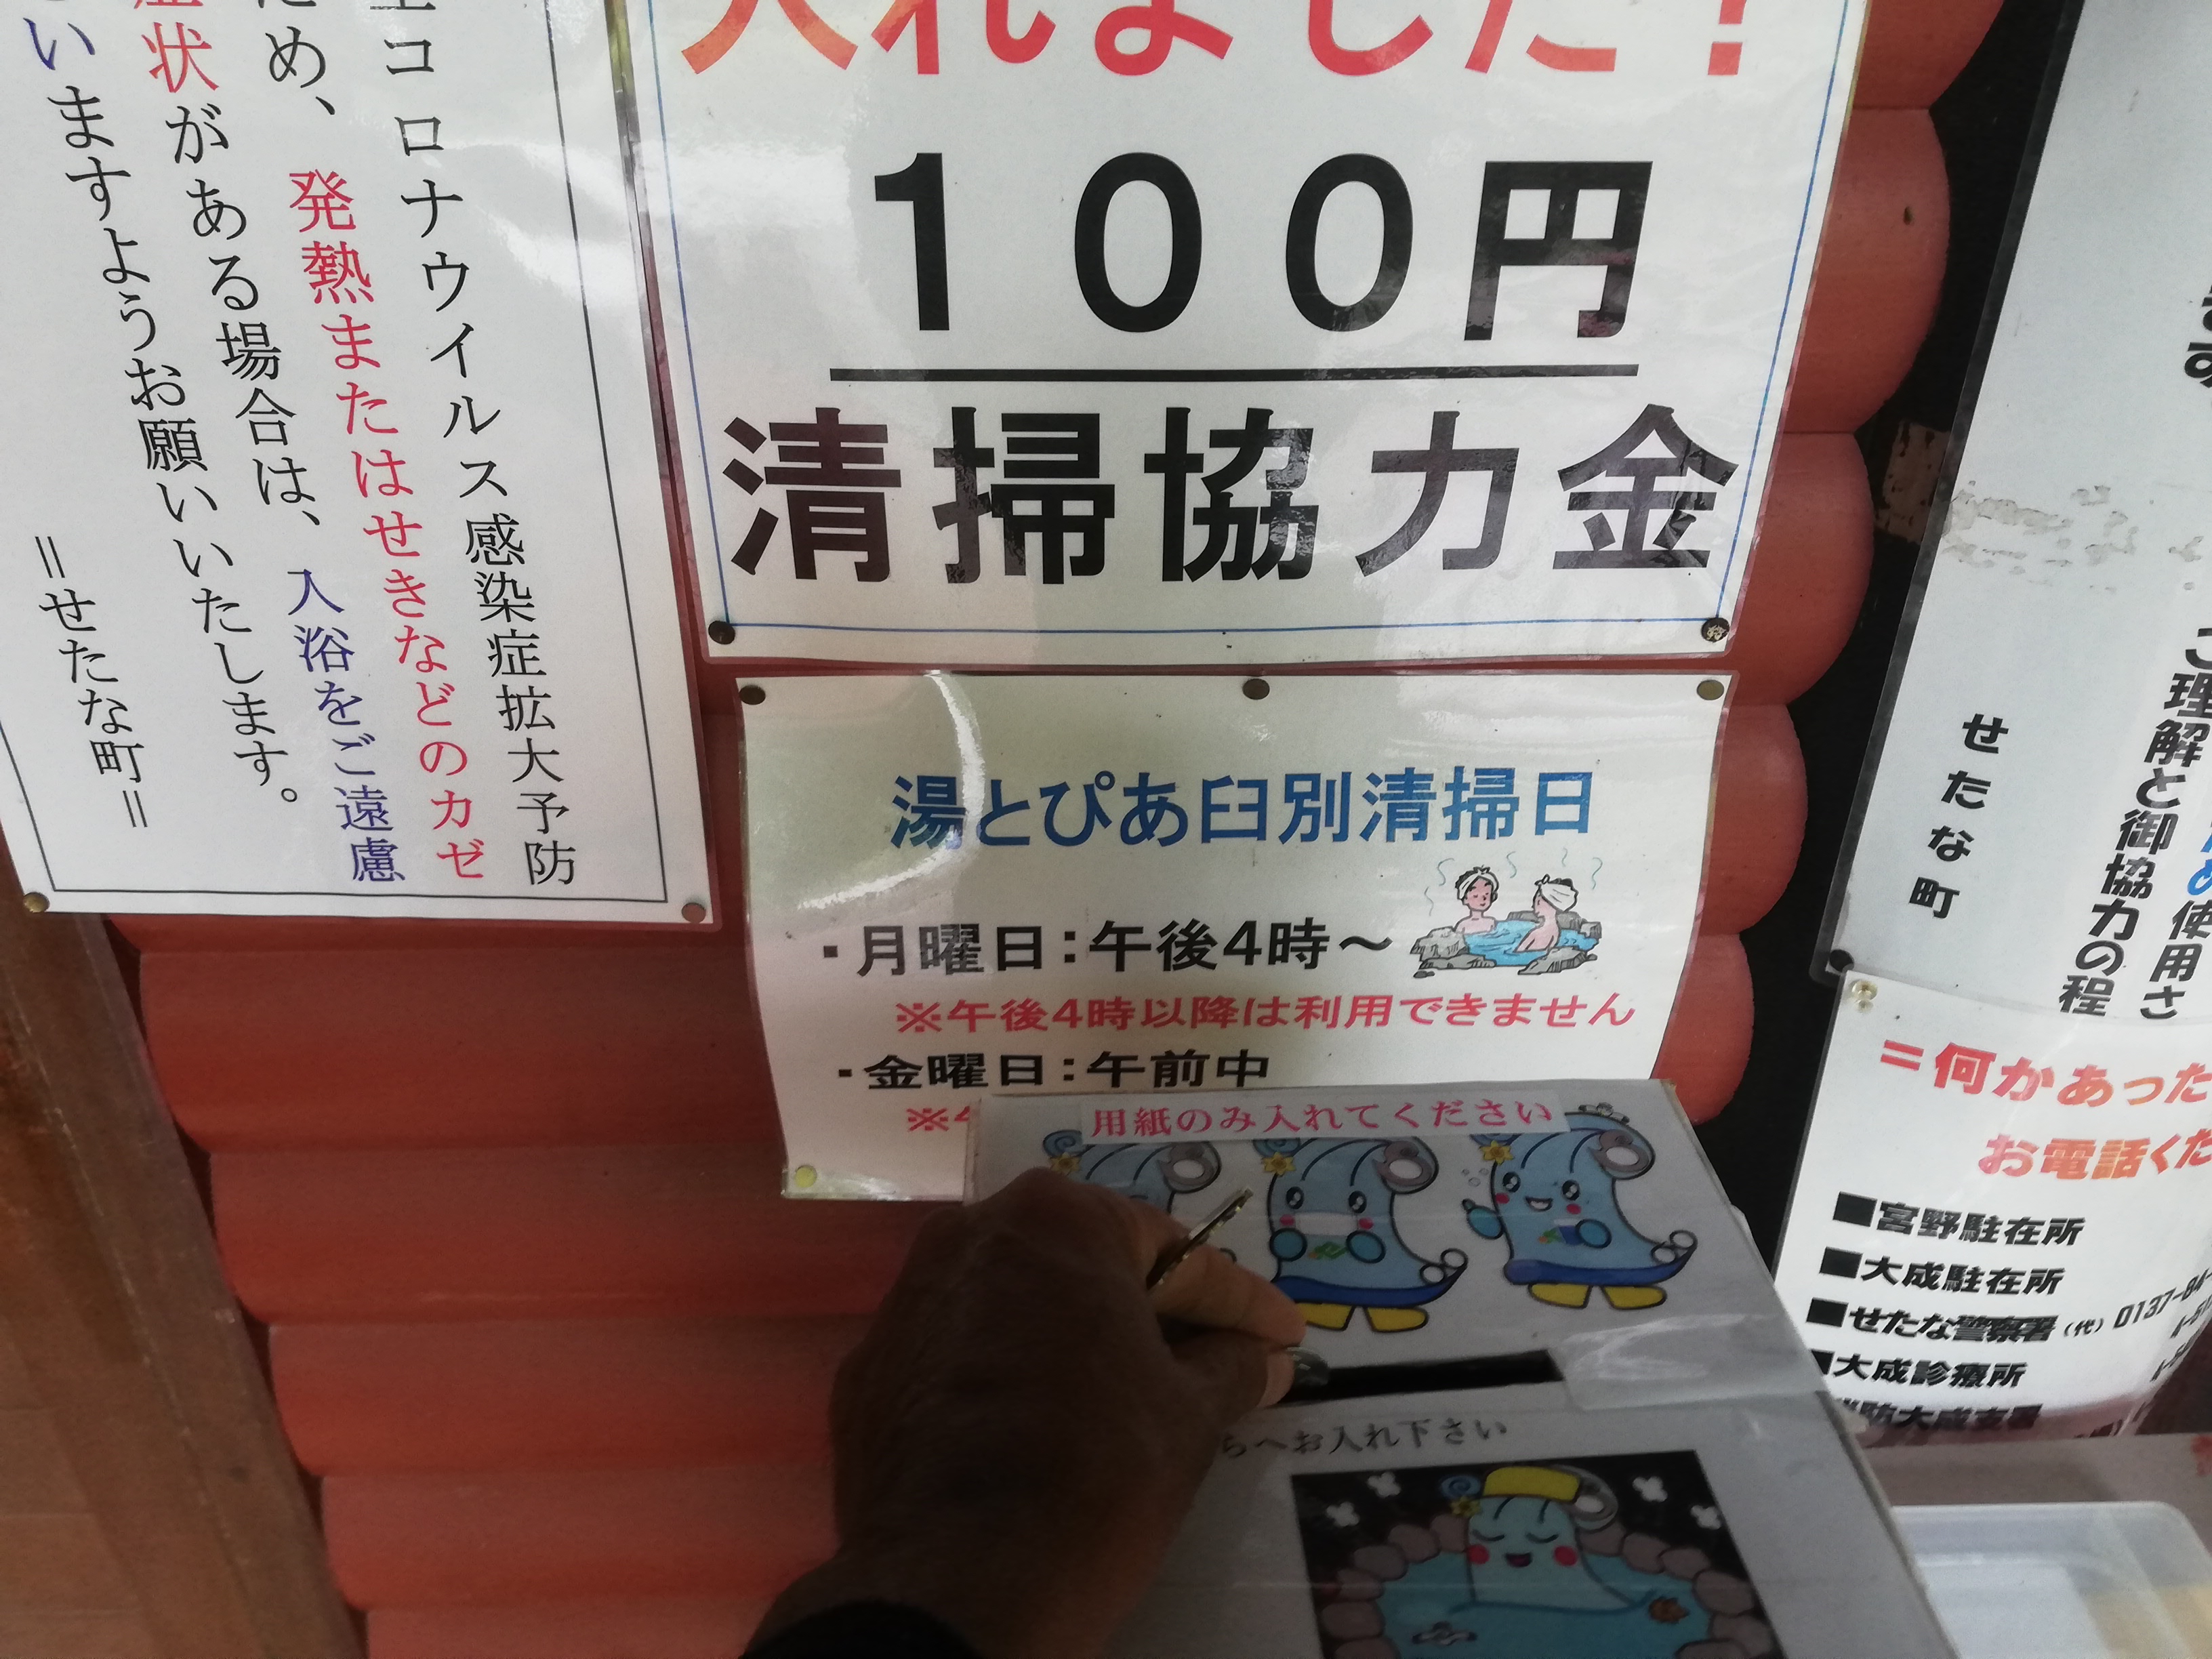 コロナウイルス感染症拡大予防
ため、発熱またはせきなどのカゼ
症状がある場合は、入浴をご遠慮
いますようお願いいたします。
＝せたな町＝
入れました！
１００円
清掃協力金
湯とぴあ臼別清掃日
・月曜日：午後4時～
※午後4時以降は利用できません
・金曜日：午前中
用紙のみ入れてください
らへお入れ下さい
ご理解と御協力の程
せたな町
＝何かあった
お電話くだ
■宮野駐在所
■大成駐在所
■せたな警察署（代）0137-84-
■大成診療所
防大成支署